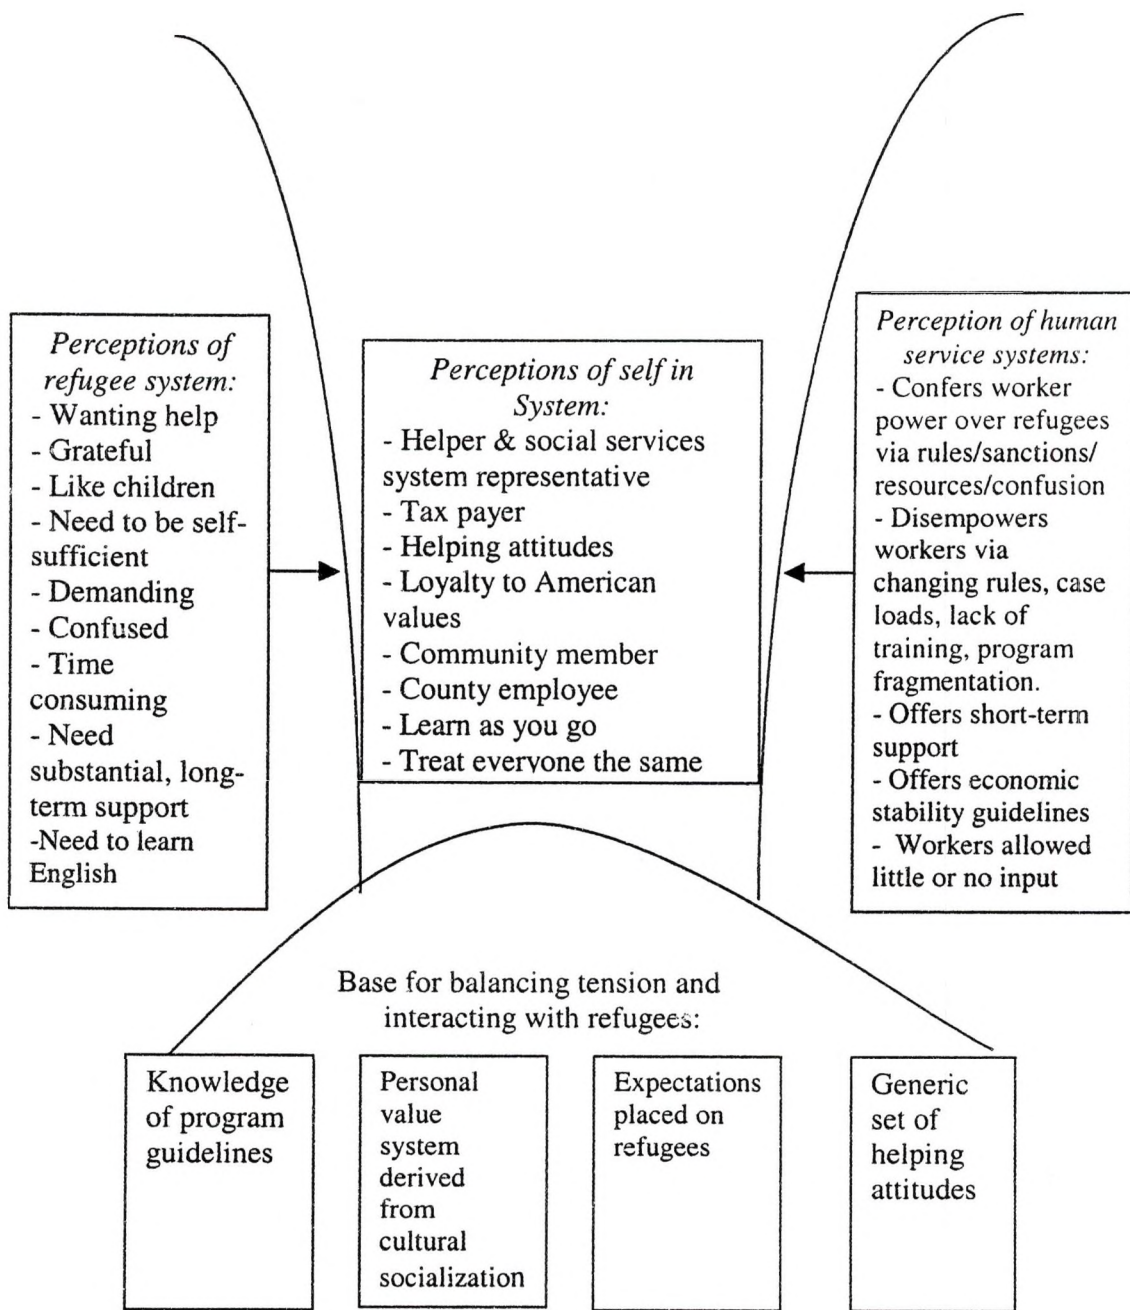 Perceptions of
refugee system:
- Wanting help
- Grateful
- Like children
- Need to be self-
sufficient
- Demanding
- Confused
- Time
consuming
- Need
substantial, long-
term support
-Need to learn
English
Perceptions of self in
System:
- Helper & social services
system representative
- Tax payer
- Helping attitudes
- Loyalty to American
values
- Community member
- County employee
- Learn as you go
- Treat everyone the same
Perception of human
service systems:
- Confers worker
power over refugees
via rules/sanctions/
resources/confusion
- Disempowers
workers via
changing rules, case
loads, lack of
training, program
fragmentation.
- Offers short-term
support
- Offers economic
stability guidelines
- Workers allowed
little or no input
Base for balancing tension and
interacting with refugees:
Knowledge
of program
guidelines
Personal
value
system
derived
from
cultural
socialization
Expectations
placed on
refugees
Generic
set of
helping
attitudes